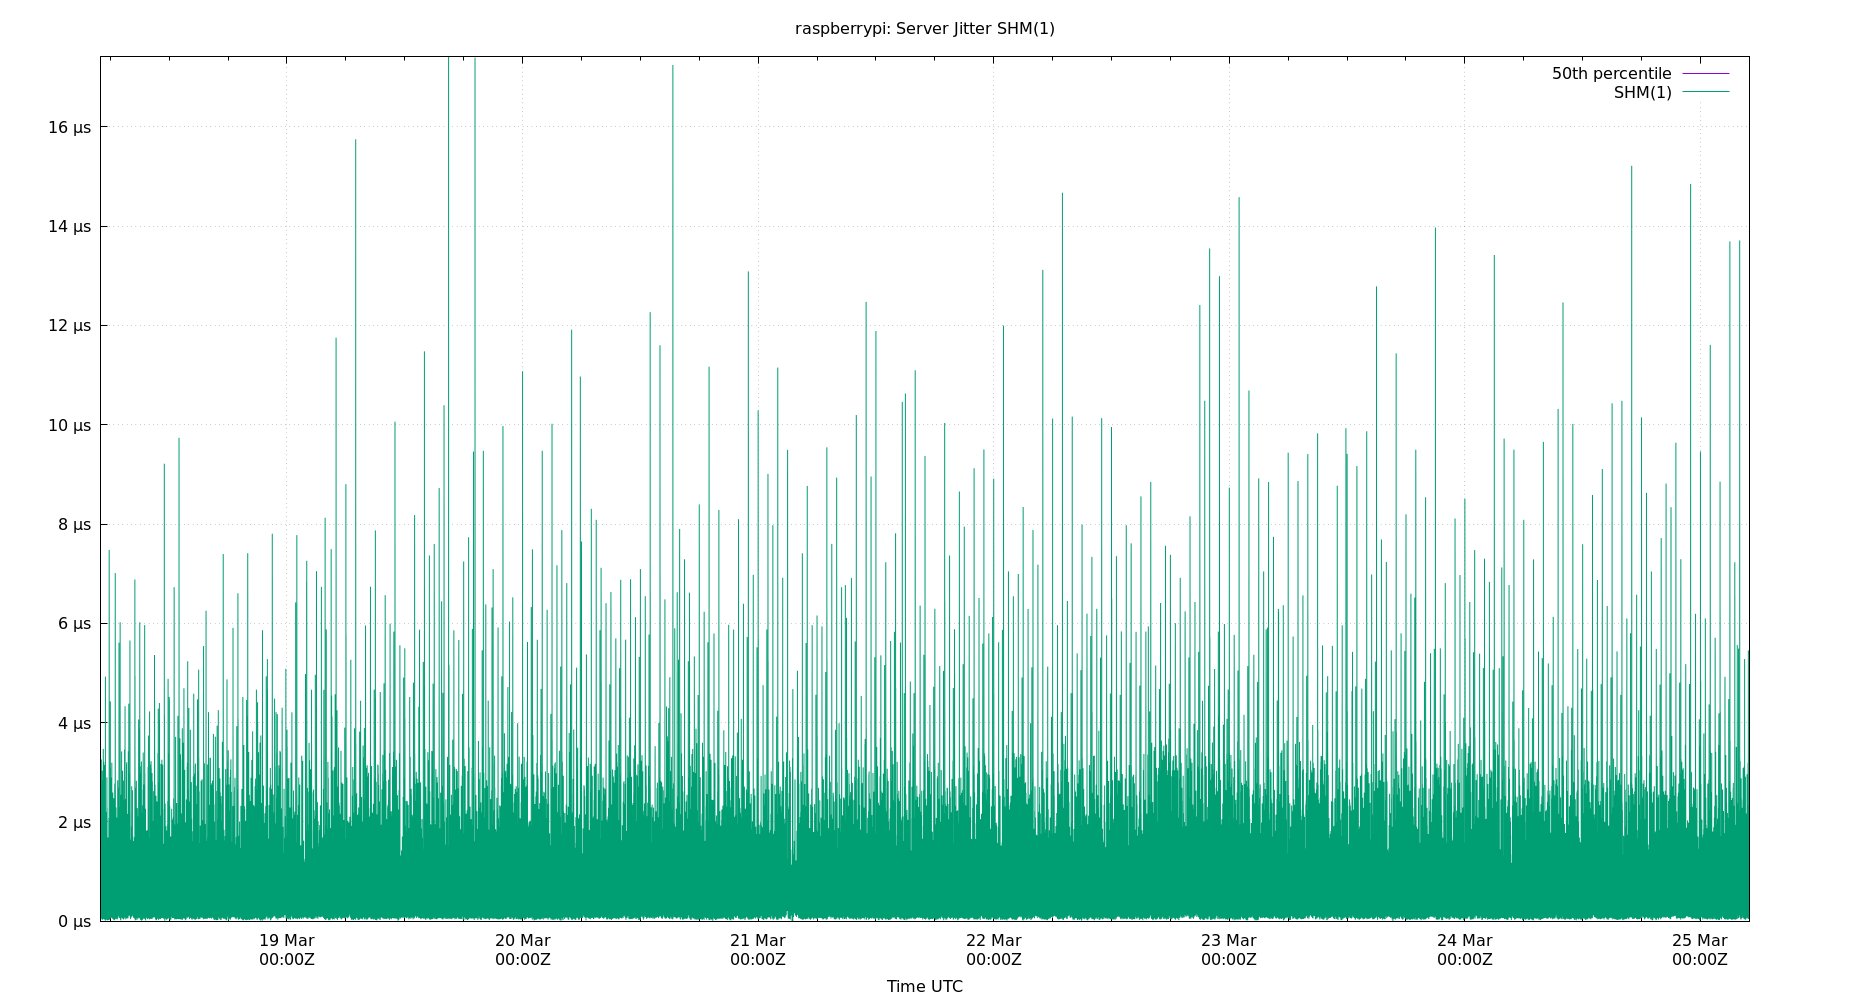 raspberrypi: Server Jitter SHM(1)
50th percentile
SHM(1)
16 µs
14 µs
12 µs
10 µs
8 µs
6 µs
4 µs
2 µs
0 µs
19 Mar 20 Mar 21 Mar 22 Mar 23 Mar 24 Mar 25 Mar
00:00Z 00:00Z 00:00Z 00:00Z 00:00Z 00:00Z 00:00Z
Time UTC